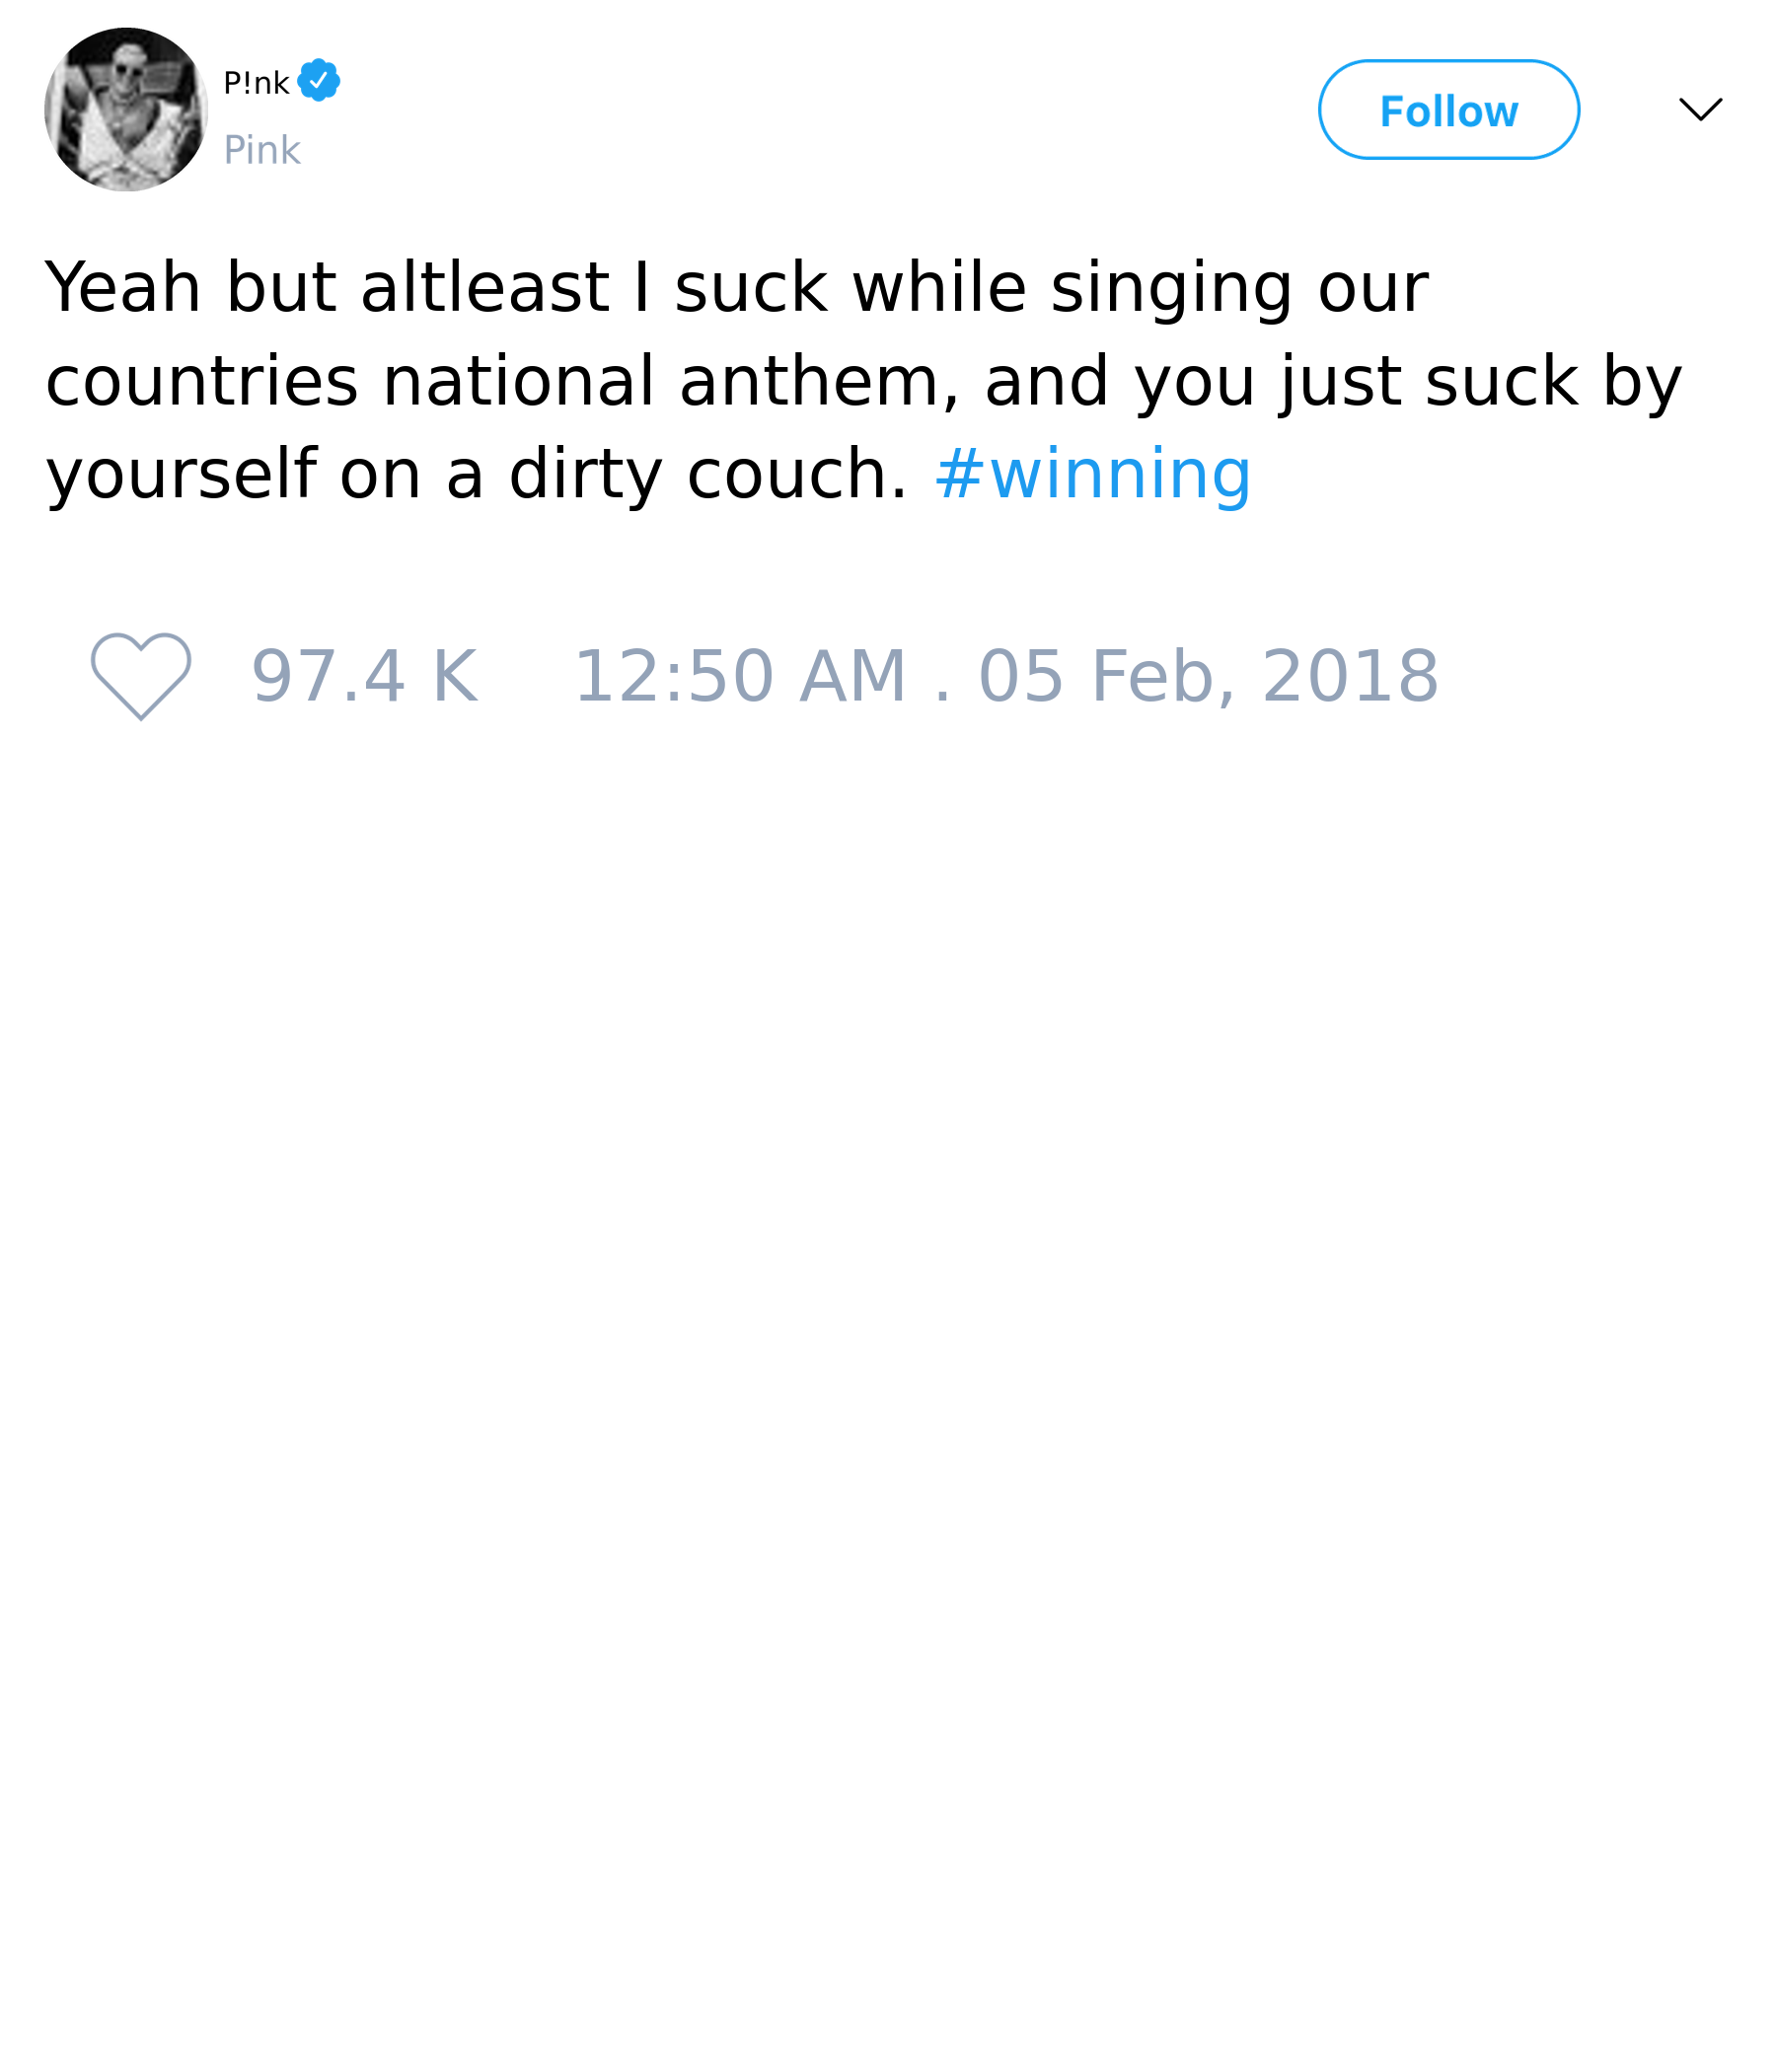 P!nk
Pink
Follow
Yeah but altleast I suck while singing our
countries national anthem, and you just suck by
yourself on a dirty couch. #winning
97.4 K 12:50 AM . 05 Feb, 2018